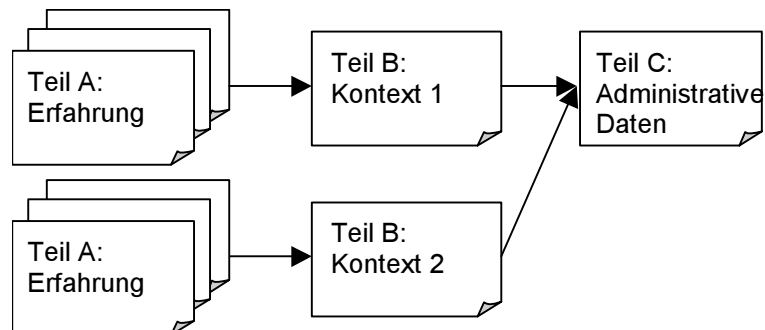 Teil A:
Erfahrung
Teil B:
Kontext 1
Teil C:
Administrative
Daten
Teil A:
Erfahrung
Teil B:
Kontext 2